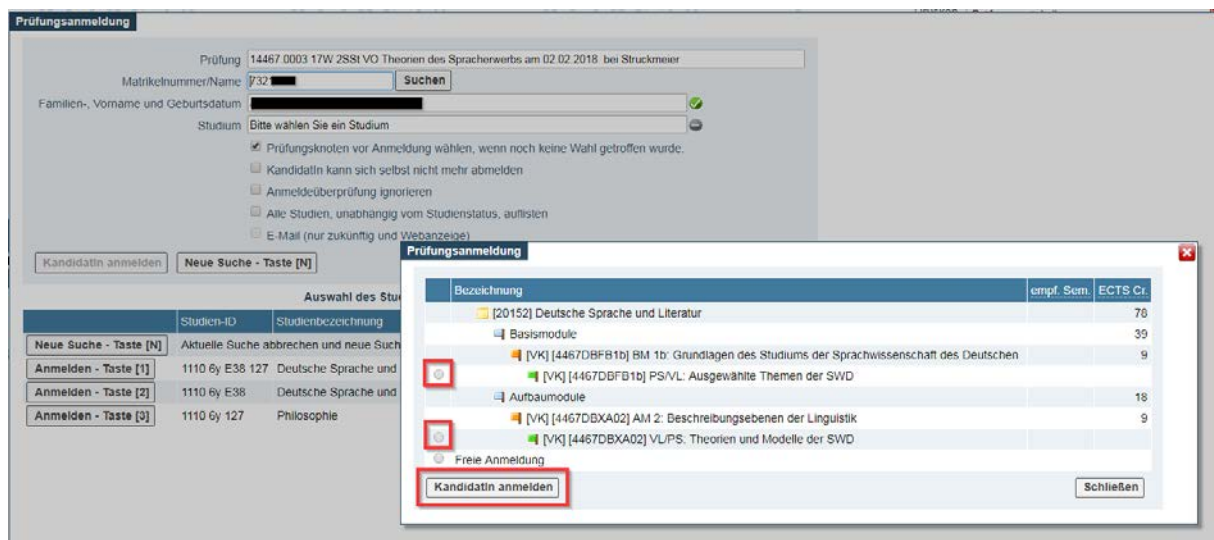 Prüfungsanmeldung
Prüfung 14467.0003 17W 2SSt VO Theorien des Spracherwerbs am 02.02.2018 bei Struckmeier
Matrikelnummer/Name 732 Suchen
Familien-, Vorname und Geburtsdatum
Studium Bitte wählen Sie ein Studium
Prüfungsknoten vor Anmeldung wählen, wenn noch keine Wahl getroffen wurde.
KandidatIn kann sich selbst nicht mehr abmelden
Anmeldeüberprüfung ignorieren
Alle Studien, unabhängig vom Studienstatus, auflisten
E-Mail (nur zukünftig und Webanzeige)
KandidatIn anmelden Neue Suche - Taste [N]
Auswahl des Stu
Studien-ID Studienbezeichnung
Neue Suche - Taste [N] Aktuelle Suche abbrechen und neue Such
Anmelden - Taste [1] 1110 6y E38 127 Deutsche Sprache und
Anmelden - Taste [2] 1110 6y E38 Deutsche Sprache und
Anmelden - Taste [3] 1110 6y 127 Philosophie
Prüfungsanmeldung
Bezeichnung empf. Sem. ECTS Cr.
[20152] Deutsche Sprache und Literatur 78
Basismodule 39
[VK] [4467DBFB1b] BM 1b: Grundlagen des Studiums der Sprachwissenschaft des Deutschen 9
[VK] [4467DBFB1b] PS/VL: Ausgewählte Themen der SWD
Aufbaumodule 18
[VK] [4467DBXA02] AM 2: Beschreibungsebenen der Linguistik 9
[VK] [4467DBXA02] VL/PS: Theorien und Modelle der SWD
Freie Anmeldung
KandidatIn anmelden Schließen